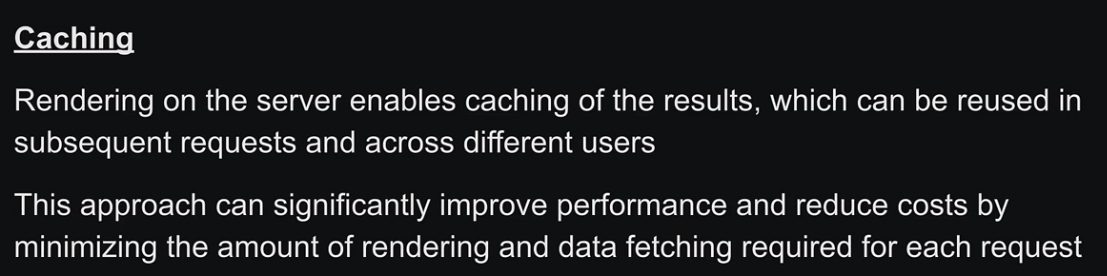 Caching
Rendering on the server enables caching of the results, which can be reused in
subsequent requests and across different users
This approach can significantly improve performance and reduce costs by
minimizing the amount of rendering and data fetching required for each request